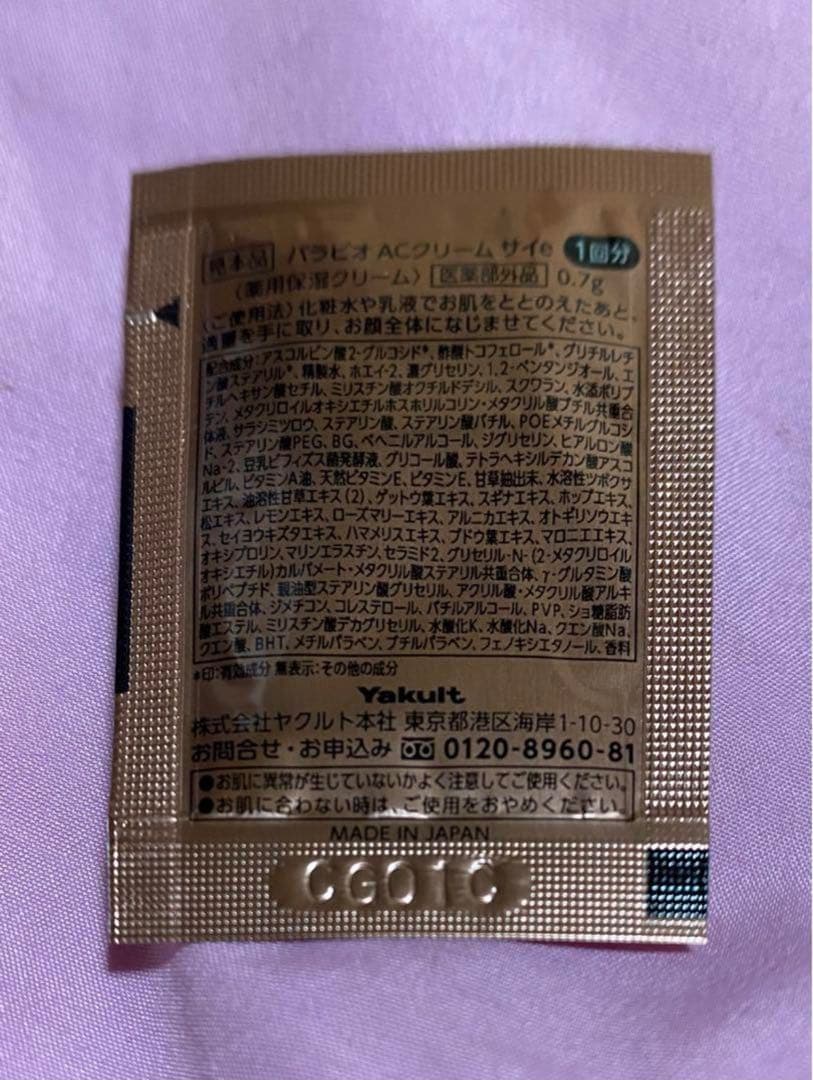 見本品 パラビオ ACクリーム サイe 1回分
〈薬用保湿クリーム〉 医薬部外品 0.7g
〈ご使用法〉化粧水や乳液でお肌をととのえたあと、
適量を手に取り、お顔全体になじませてください。
配合成分:アスコルビン酸2-グルコシド*、酢酸トコフェロール*、グリチルレチ
ン酸ステアリル*、精製水、ホエイ-2、濃グリセリン、1,2-ペンタンジオール、エ
チルヘキサン酸セチル、ミリスチン酸オクチルドデシル、スクワラン、水添ポリブ
テン、メタクリロイルオキシエチルホスホリルコリン・メタクリル酸ブチル共重合
体液、サラシミツロウ、ステアリン酸、ステアリン酸バチル、POEメチルグルコシ
ド、ステアリン酸PEG、BG、ベヘニルアルコール、ジグリセリン、ヒアルロン酸
Na-2、豆乳ビフィズス菌発酵液、グリコール酸、テトラヘキシルデカン酸アスコ
ルビル、ビタミンA油、天然ビタミンE、ビタミンE、甘草抽出末、水溶性ツボクサ
エキス、油溶性甘草エキス(2)、ゲットウ葉エキス、スギナエキス、ホップエキス、
松エキス、レモンエキス、ローズマリーエキス、アルニカエキス、オトギリソウエキ
ス、セイヨウキズタエキス、ハマメリスエキス、ブドウ葉エキス、マロニエエキス、
オキシプロリン、マリンエラスチン、セラミド2、グリセリル-N-(2-メタクリロイル
オキシエチル)カルバメート・メタクリル酸ステアリル共重合体、γ-グルタミン酸
ポリペプチド、親油型ステアリン酸グリセリル、アクリル酸・メタクリル酸アルキ
ル共重合体、ジメチコン、コレステロール、バチルアルコール、PVP、ショ糖脂肪
酸エステル、ミリスチン酸デカグリセリル、水酸化K、水酸化Na、クエン酸Na、
クエン酸、BHT、メチルパラベン、ブチルパラベン、フェノキシエタノール、香料
*印:有効成分 無表示:その他の成分
Yakult
株式会社ヤクルト本社 東京都港区海岸1-10-30
お問合せ・お申込み 0120-8960-81
●お肌に異常が生じていないかよく注意してご使用ください。
●お肌に合わない時は、ご使用をおやめください。
MADE IN JAPAN
CG01C